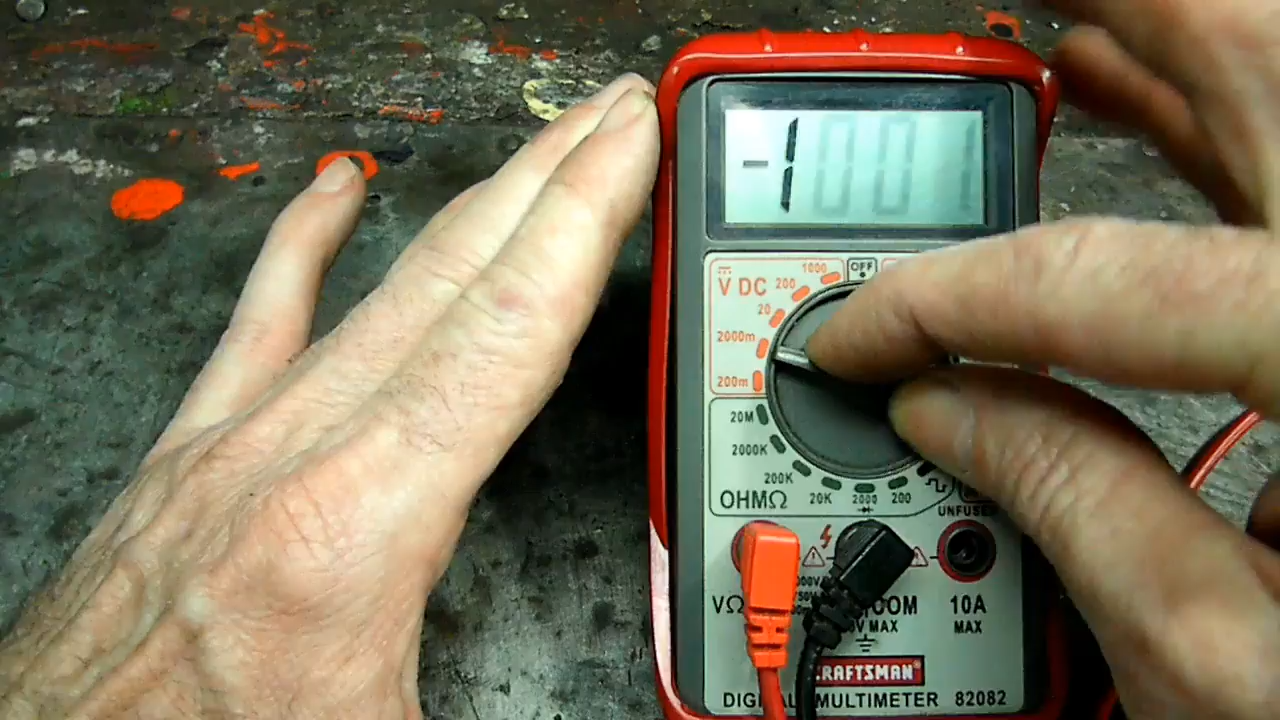 -1001
1000
OFF
V DC
200
20
2000m
200m
20M
2000K
200K
20K
2000
200
OHMΩ
UNFUSED
VΩ
COM
10A
V MAX
MAX
CRAFTSMAN®
DIGITAL MULTIMETER 82082